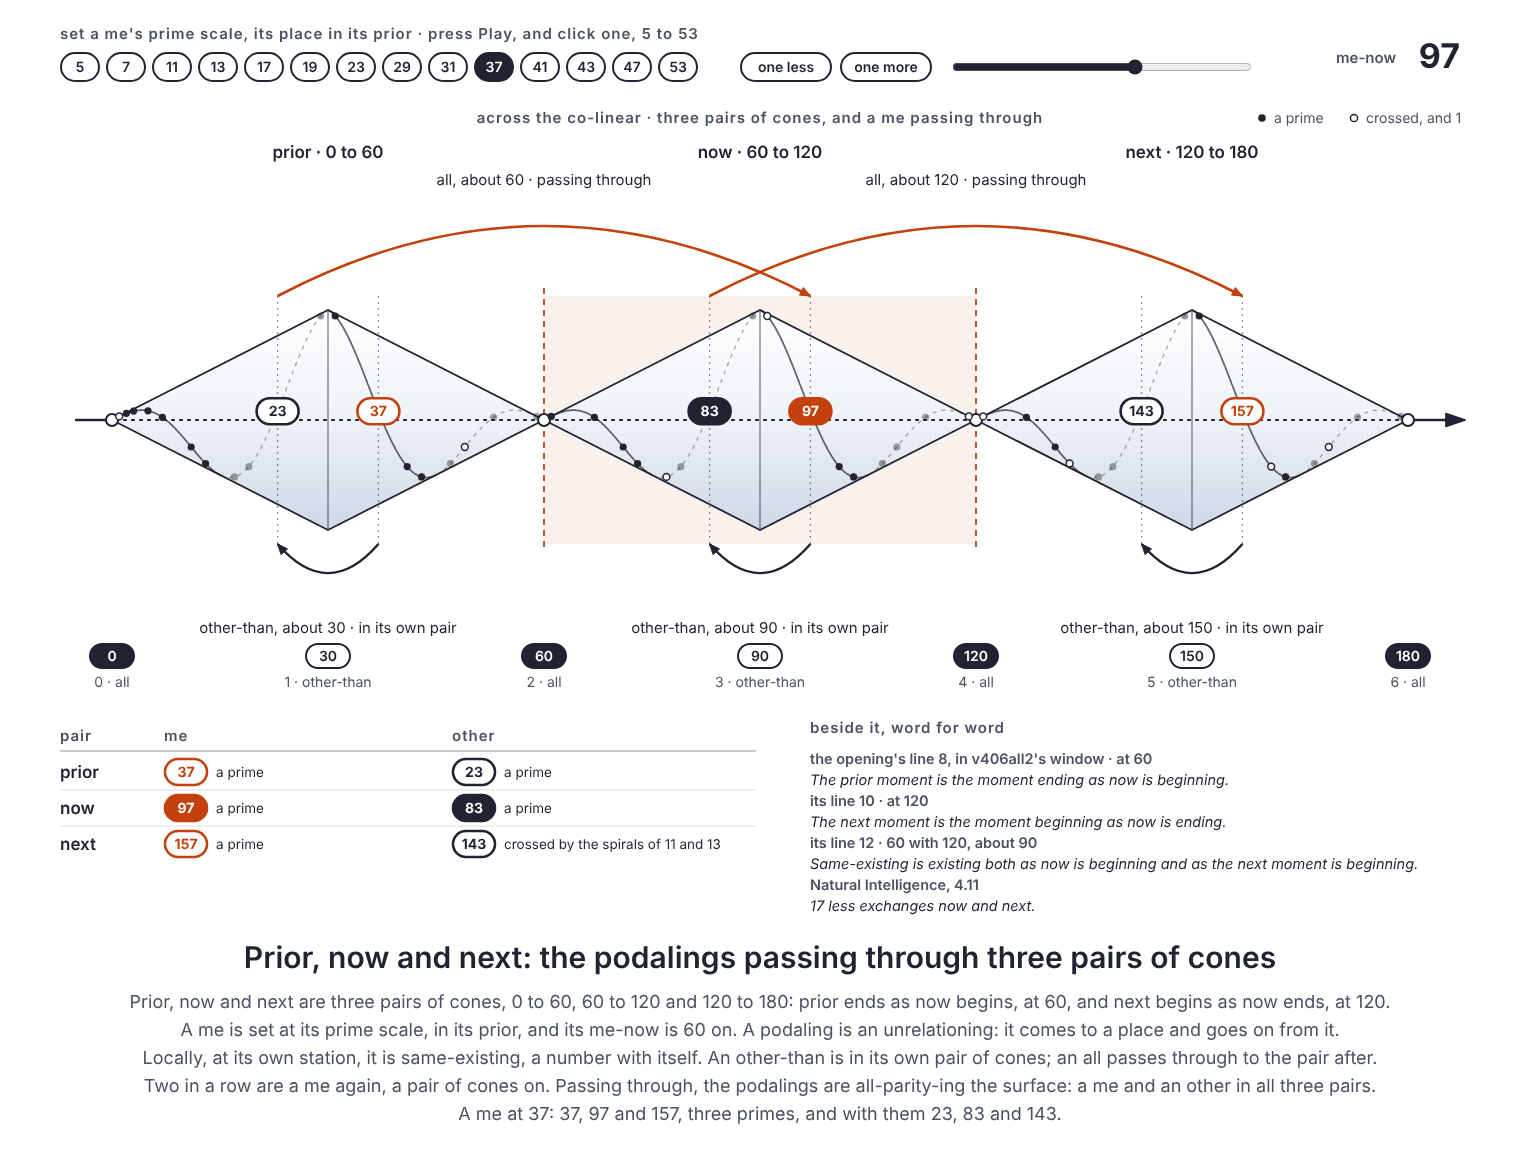 set a me's prime scale, its place in its prior · press Play, and click one, 5 to 53
5 7 11 13 17 19 23 29 31 37 41 43 47 53 one less one more me-now 97
across the co-linear · three pairs of cones, and a me passing through
a prime crossed, and 1
prior · 0 to 60 now · 60 to 120 next · 120 to 180
all, about 60 · passing through all, about 120 · passing through
23 37 83 97 143 157
other-than, about 30 · in its own pair other-than, about 90 · in its own pair other-than, about 150 · in its own pair
0 30 60 90 120 150 180
0 · all 1 · other-than 2 · all 3 · other-than 4 · all 5 · other-than 6 · all
pair me other
prior 37 a prime 23 a prime
now 97 a prime 83 a prime
next 157 a prime 143 crossed by the spirals of 11 and 13
beside it, word for word
the opening's line 8, in v406all2's window · at 60
The prior moment is the moment ending as now is beginning.
its line 10 · at 120
The next moment is the moment beginning as now is ending.
its line 12 · 60 with 120, about 90
Same-existing is existing both as now is beginning and as the next moment is beginning.
Natural Intelligence, 4.11
17 less exchanges now and next.
Prior, now and next: the podalings passing through three pairs of cones
Prior, now and next are three pairs of cones, 0 to 60, 60 to 120 and 120 to 180: prior ends as now begins, at 60, and next begins as now ends, at 120.
A me is set at its prime scale, in its prior, and its me-now is 60 on. A podaling is an unrelationing: it comes to a place and goes on from it.
Locally, at its own station, it is same-existing, a number with itself. An other-than is in its own pair of cones; an all passes through to the pair after.
Two in a row are a me again, a pair of cones on. Passing through, the podalings are all-parity-ing the surface: a me and an other in all three pairs.
A me at 37: 37, 97 and 157, three primes, and with them 23, 83 and 143.